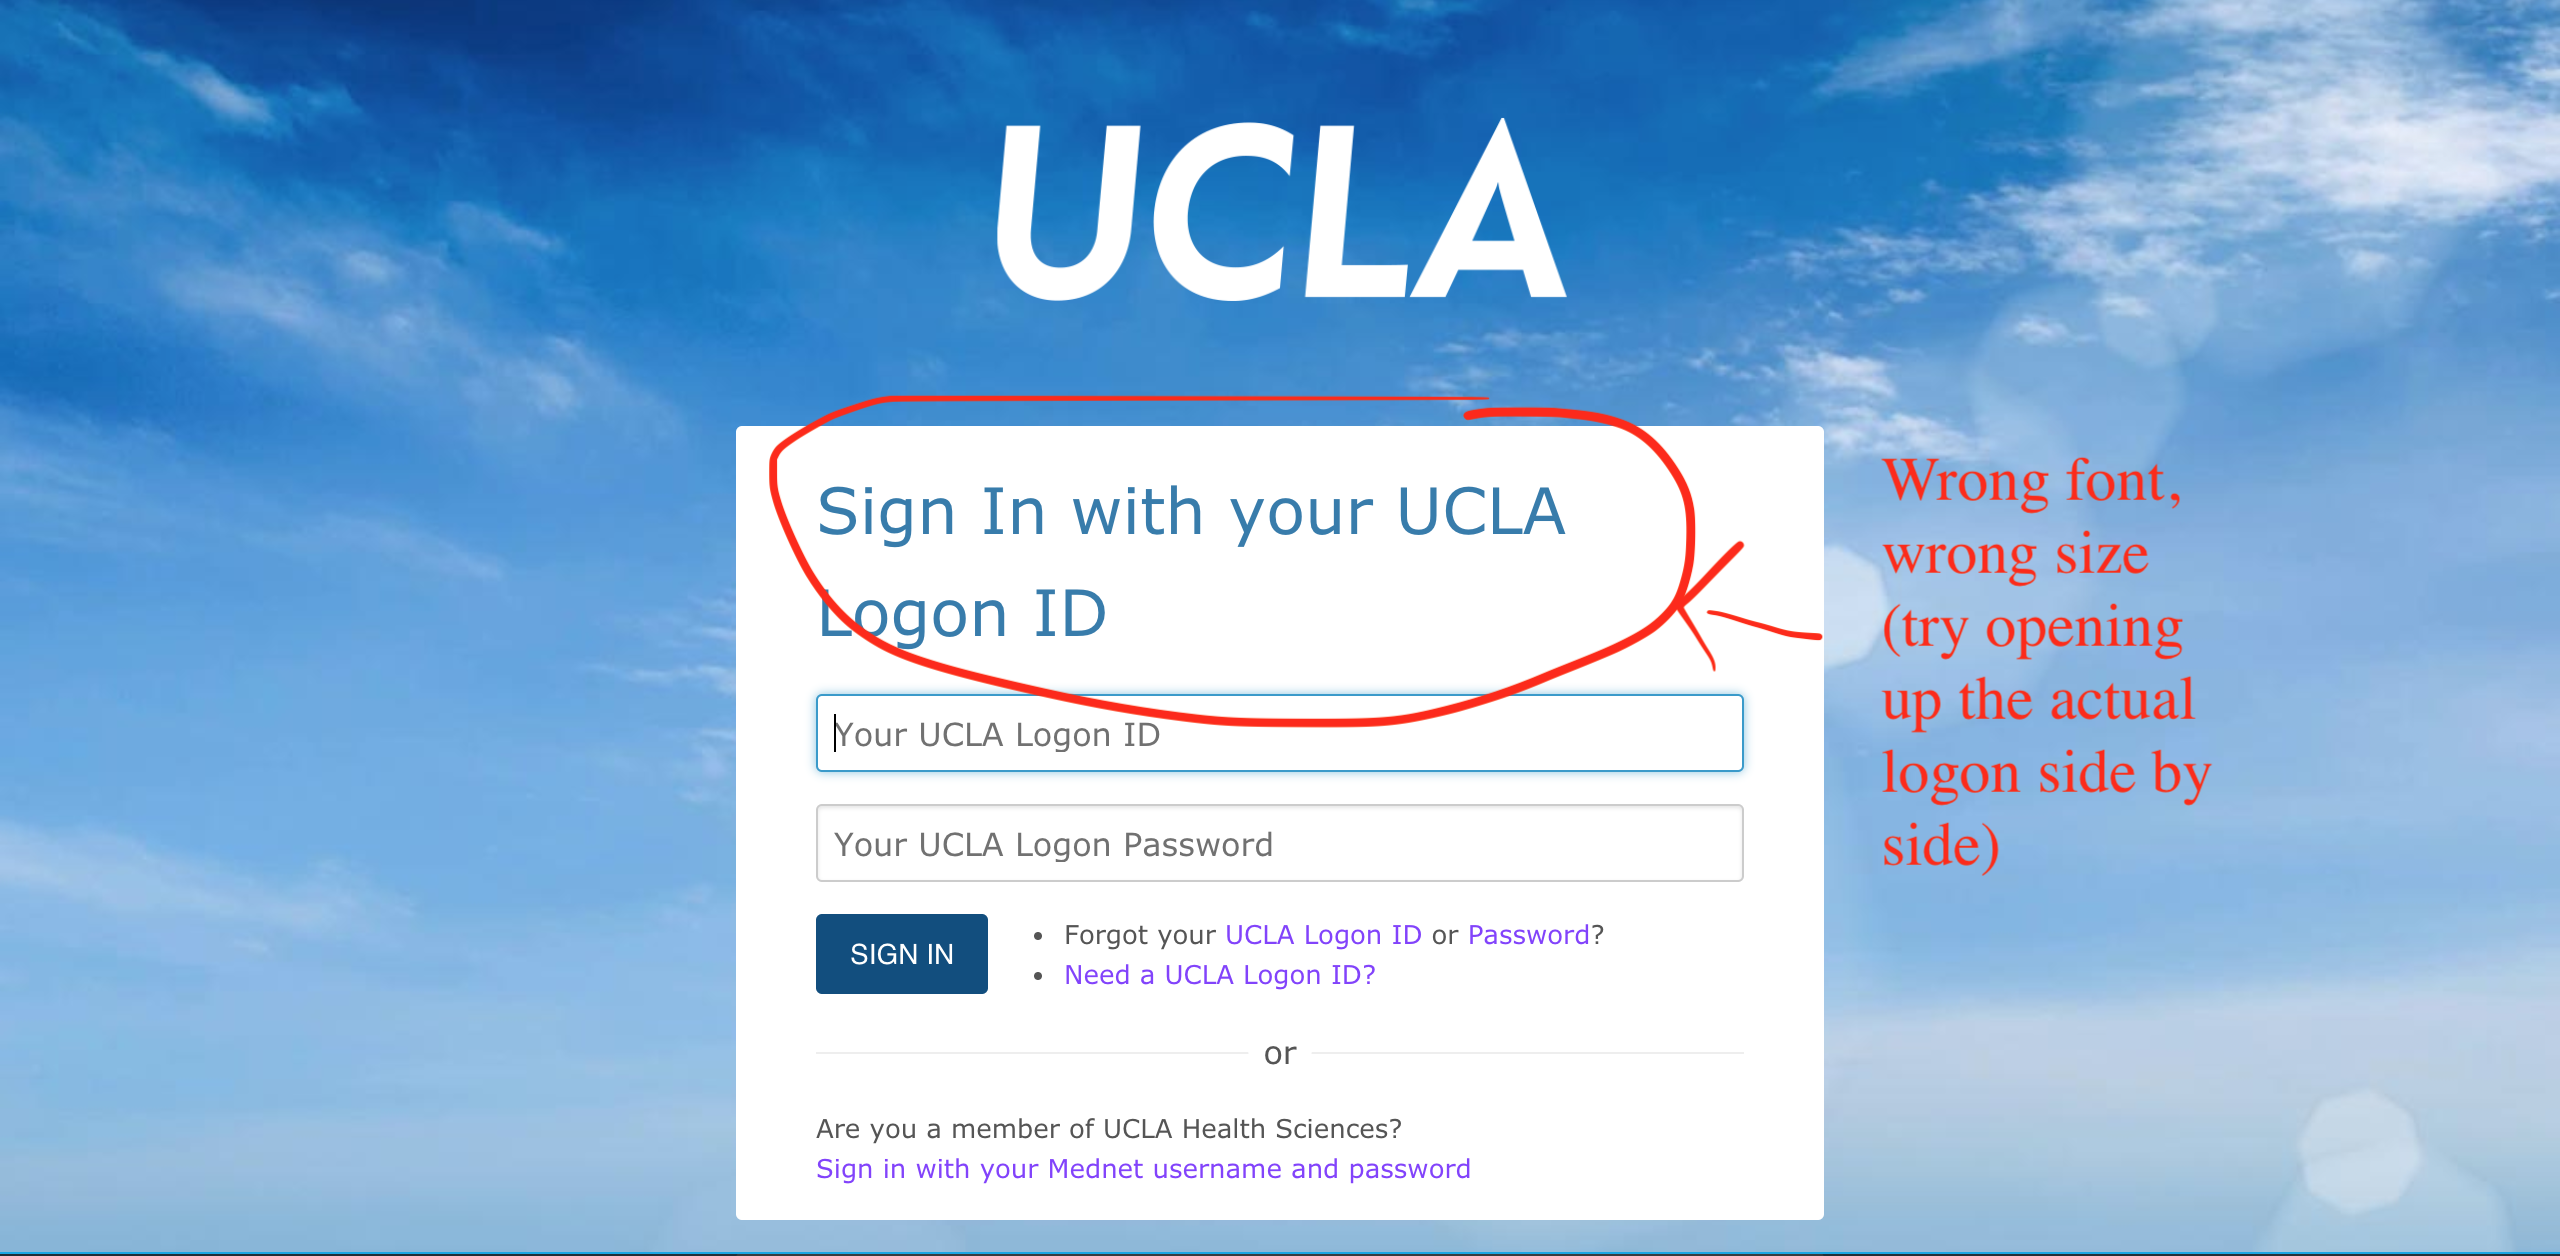 UCLA
Sign In with your UCLA
Logon ID
Your UCLA Logon ID
Your UCLA Logon Password
SIGN IN
Forgot your UCLA Logon ID or Password?
Need a UCLA Logon ID?
or
Are you a member of UCLA Health Sciences?
Sign in with your Mednet username and password
Wrong font,
wrong size
(try opening
up the actual
logon side by
side)